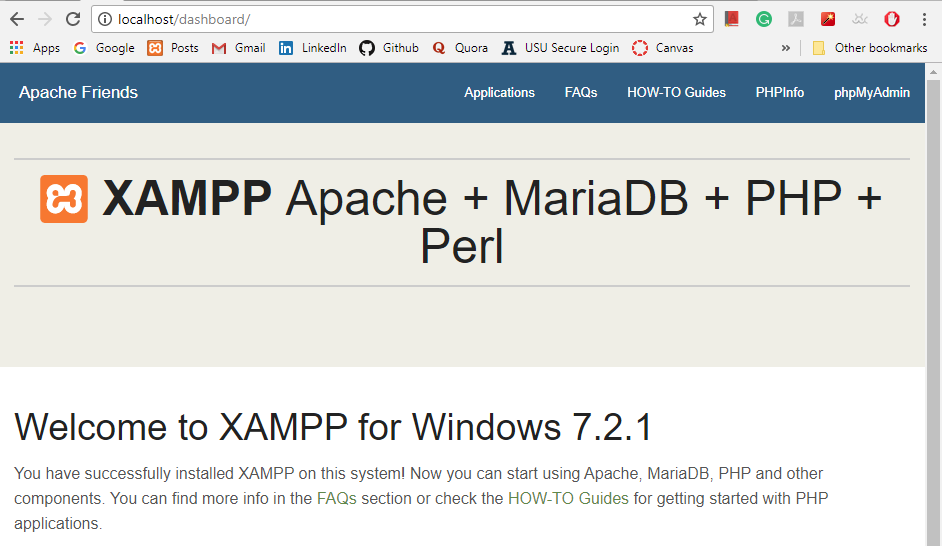 localhost/dashboard/
Apps Google Posts Gmail LinkedIn Github Quora USU Secure Login Canvas » Other bookmarks
Apache Friends Applications FAQs HOW-TO Guides PHPInfo phpMyAdmin
XAMPP Apache + MariaDB + PHP +
Perl
Welcome to XAMPP for Windows 7.2.1
You have successfully installed XAMPP on this system! Now you can start using Apache, MariaDB, PHP and other
components. You can find more info in the FAQs section or check the HOW-TO Guides for getting started with PHP
applications.